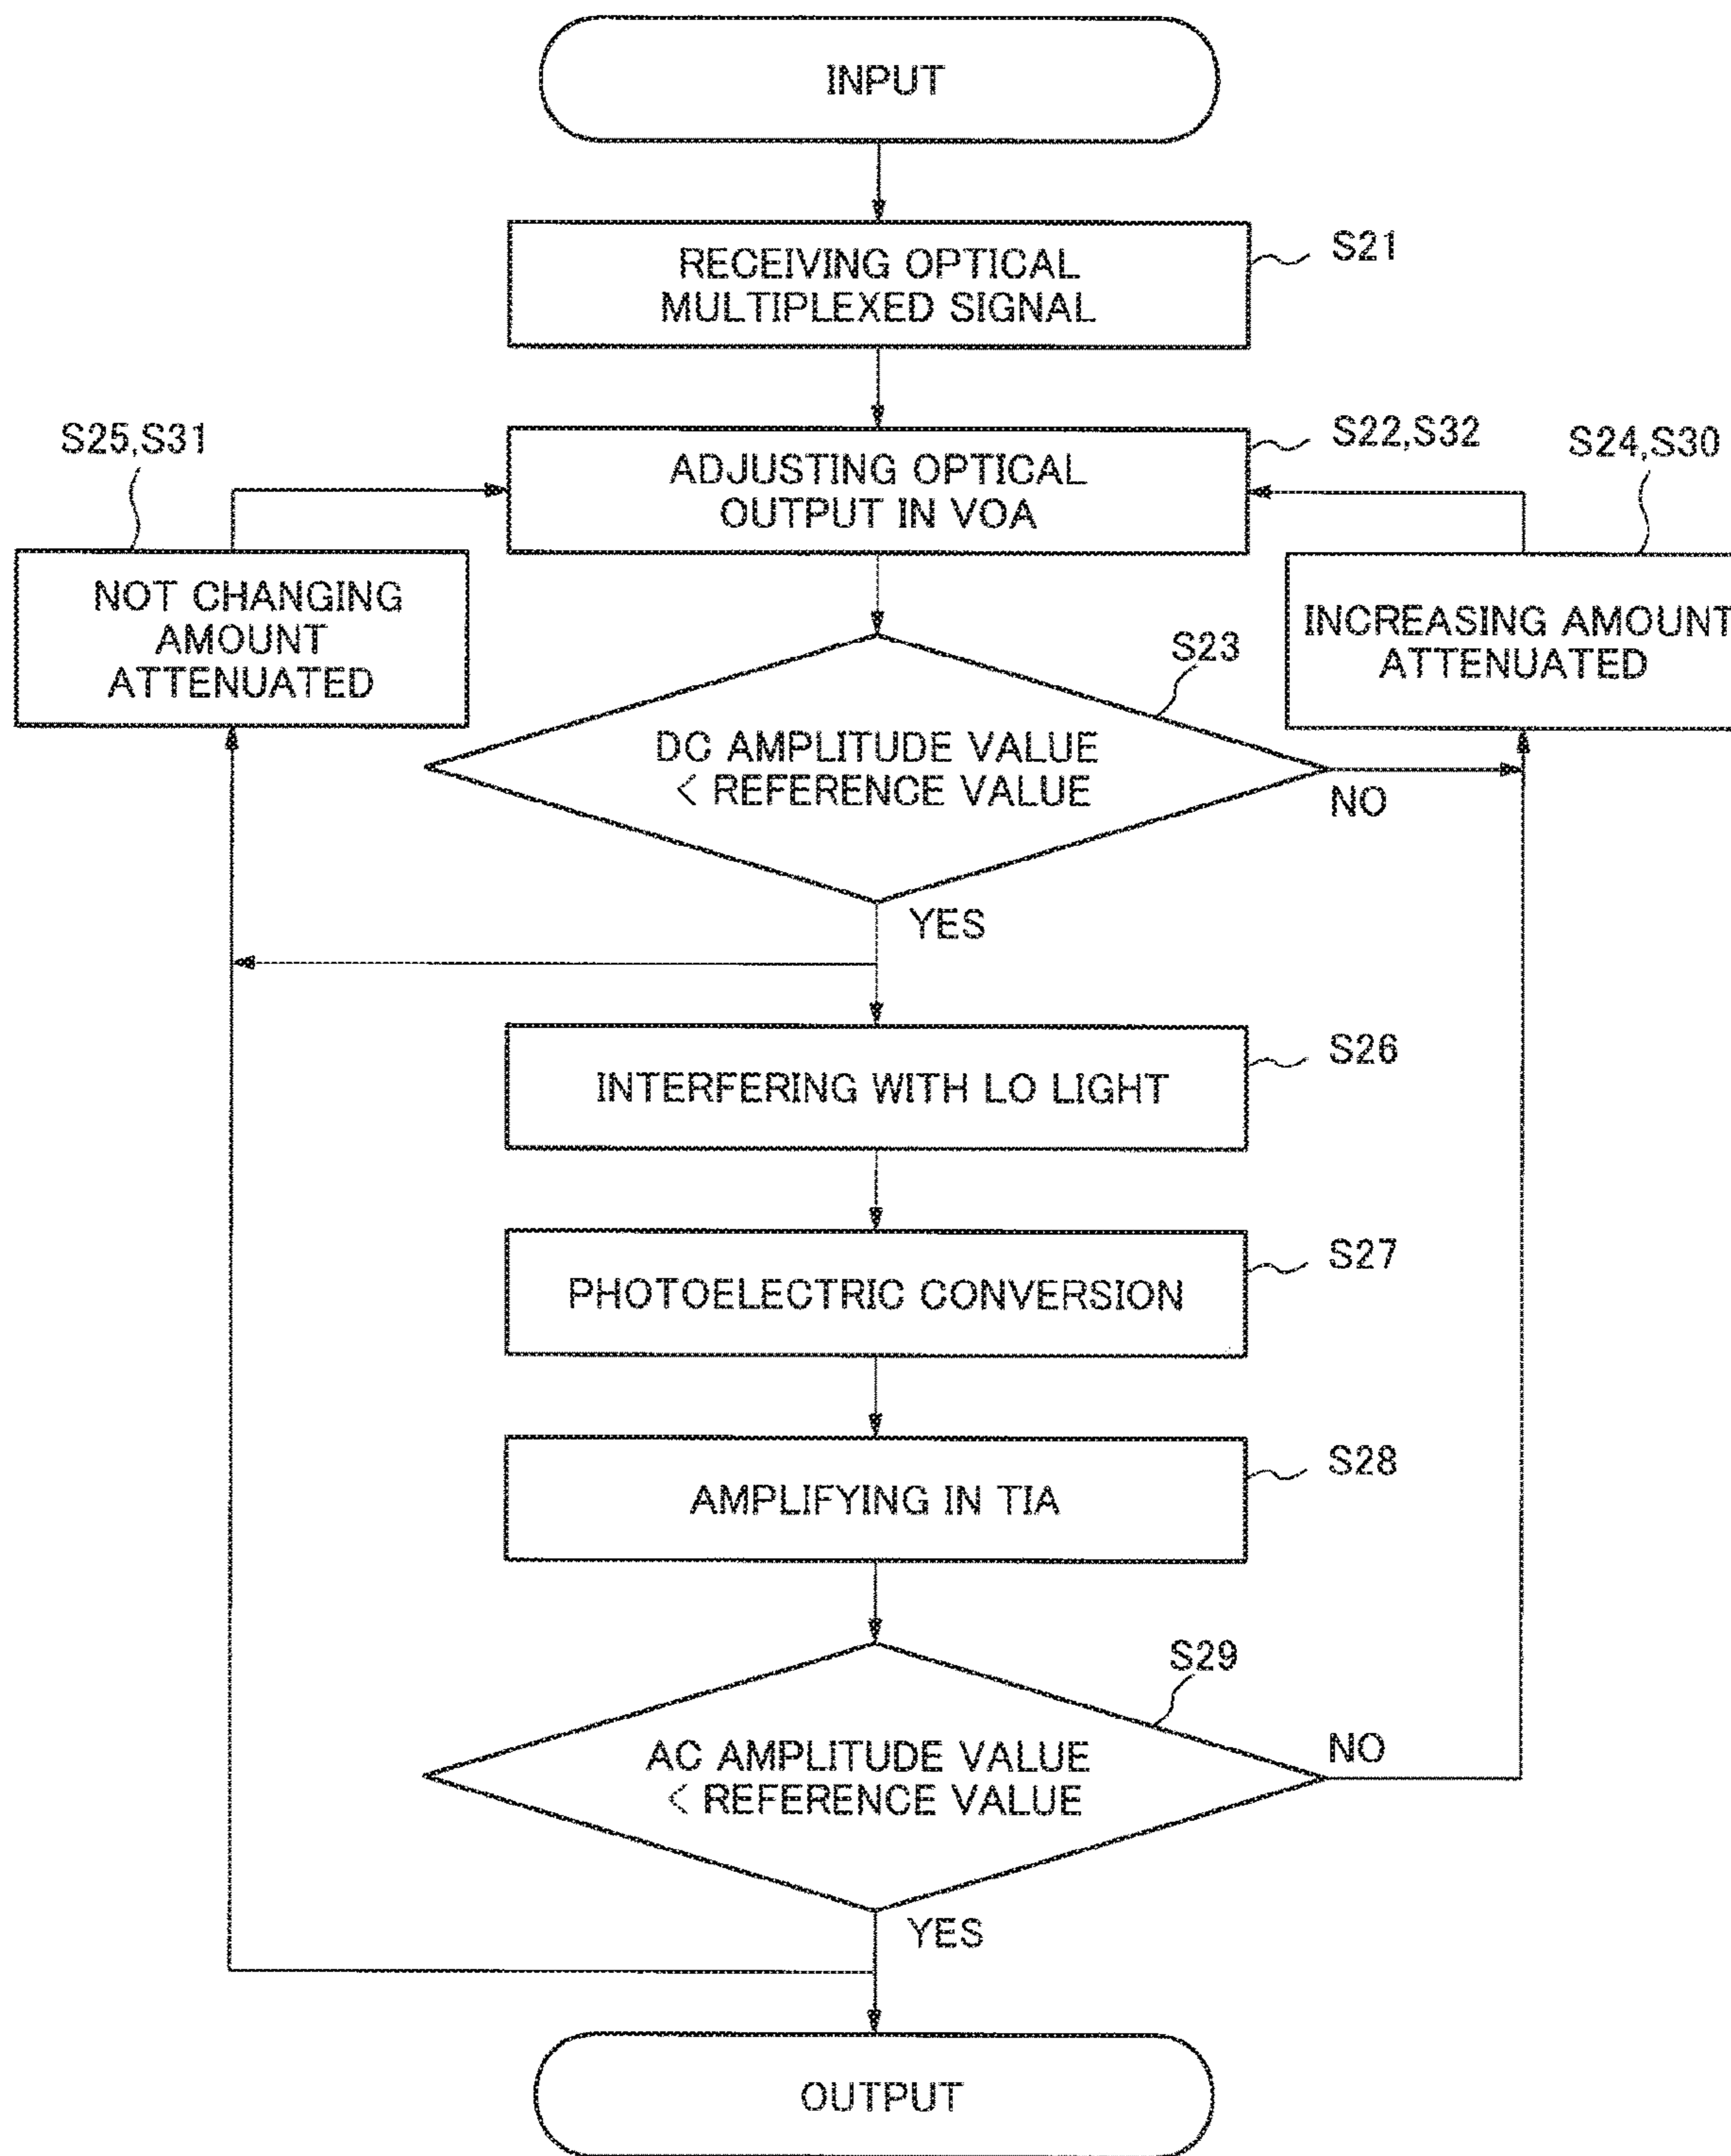 INPUT
RECEIVING OPTICAL
MULTIPLEXED SIGNAL
S21
S25,S31
ADJUSTING OPTICAL
OUTPUT IN VOA
S22,S32
S24,S30
NOT CHANGING
AMOUNT
ATTENUATED
INCREASING AMOUNT
ATTENUATED
S23
DC AMPLITUDE VALUE
< REFERENCE VALUE
NO
YES
INTERFERING WITH LO LIGHT
S26
PHOTOELECTRIC CONVERSION
S27
AMPLIFYING IN TIA
S28
S29
AC AMPLITUDE VALUE
< REFERENCE VALUE
NO
YES
OUTPUT